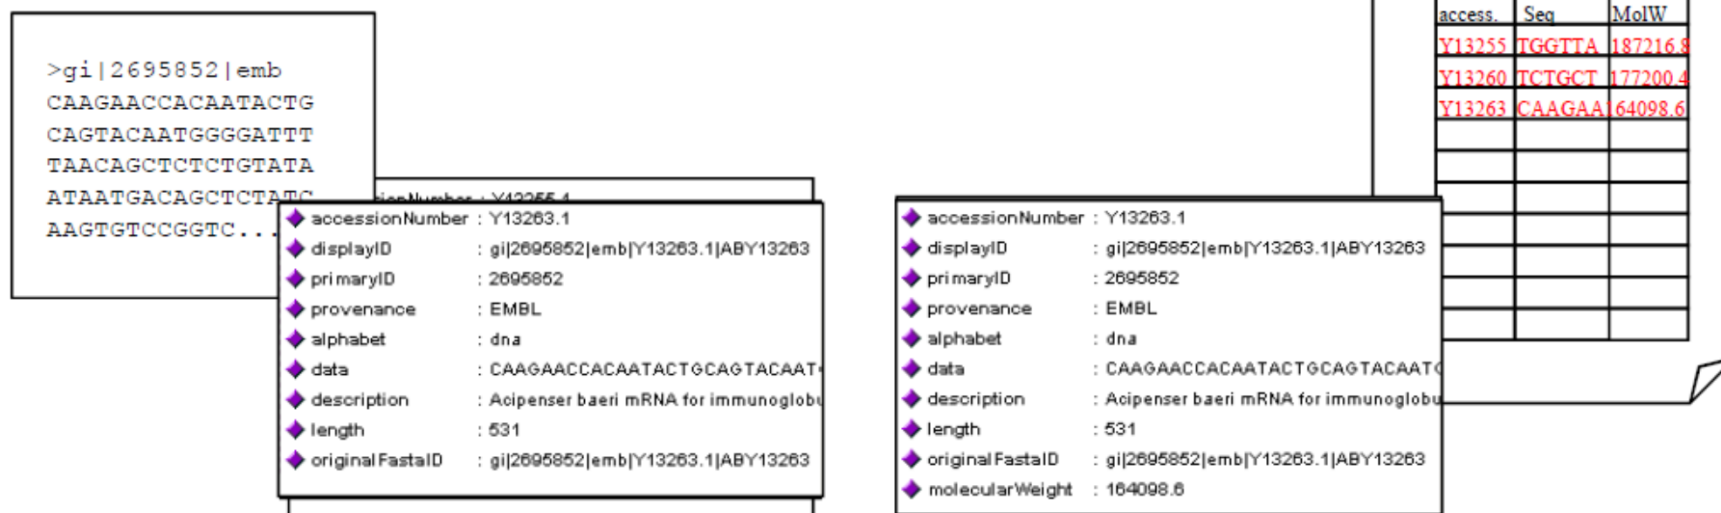 >gi|2695852|emb
CAAGAACCACAATACTG
CAGTACAATGGGGATTT
TAACAGCTCTCTGTATA
ATAATGACAGCTCTATC
AAGTGTCCGGTC...
accessionNumber : Y13263.1
displayID : gi|2695852|emb|Y13263.1|ABY13263
primaryID : 2695852
provenance : EMBL
alphabet : dna
data : CAAGAACCACAATACTGCAGTACAAT
description : Acipenser baeri mRNA for immunoglobu
length : 531
originalFastaID : gi|2695852|emb|Y13263.1|ABY13263
accessionNumber : Y13263.1
displayID : gi|2695852|emb|Y13263.1|ABY13263
primaryID : 2695852
provenance : EMBL
alphabet : dna
data : CAAGAACCACAATACTGCAGTACAAT
description : Acipenser baeri mRNA for immunoglobu
length : 531
originalFastaID : gi|2695852|emb|Y13263.1|ABY13263
molecularWeight : 164098.6
access. Seq MolW
Y13255 TGGTTA 187216.8
Y13260 TCTGCT 177200.4
Y13263 CAAGAA 164098.6